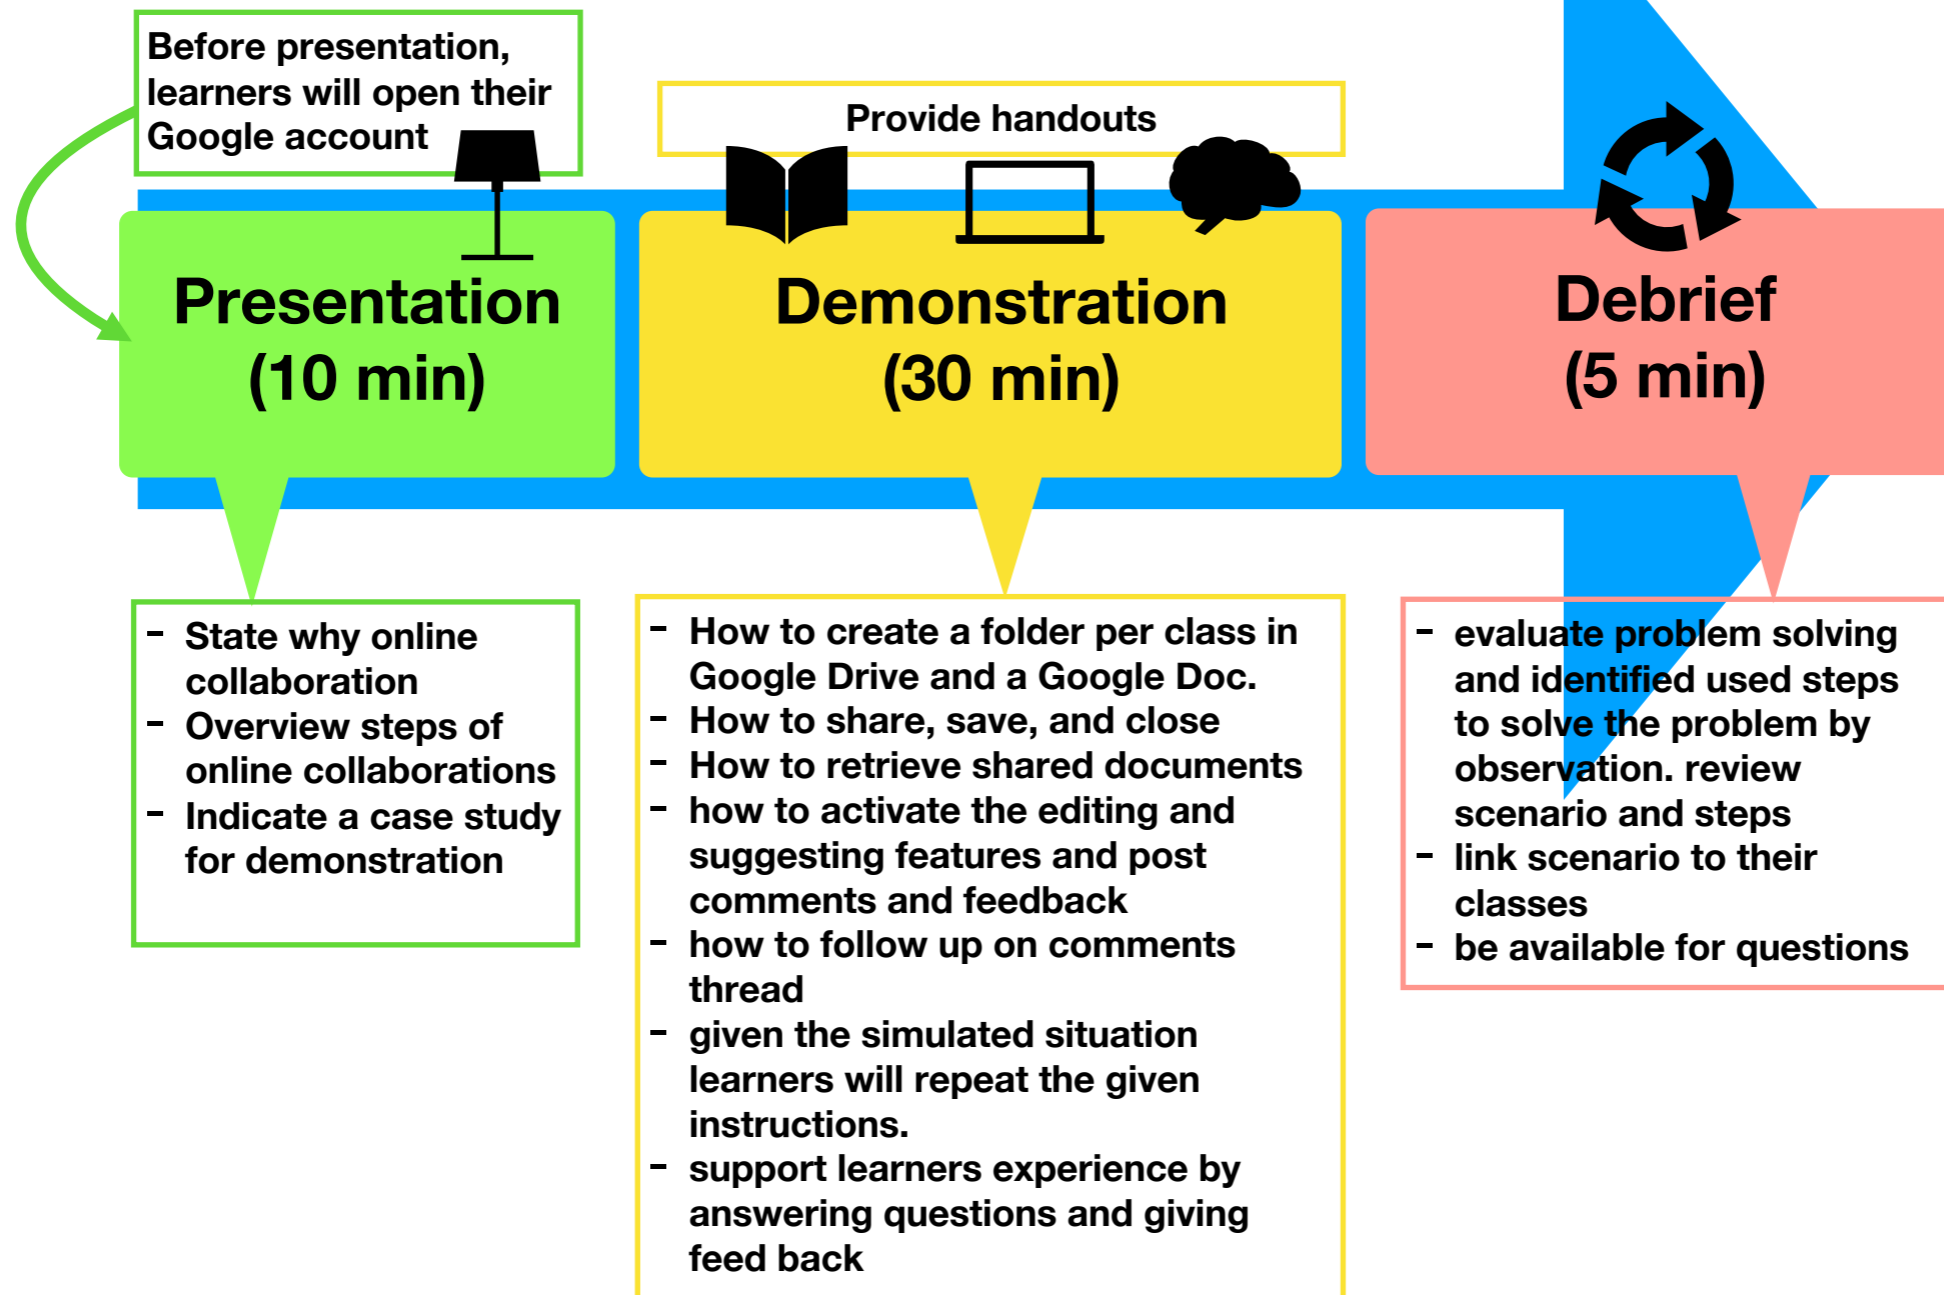 Before presentation,
learners will open their
Google account
Provide handouts
Presentation
(10 min)
Demonstration
(30 min)
Debrief
(5 min)
- State why online
collaboration
- Overview steps of
online collaborations
- Indicate a case study
for demonstration
- How to create a folder per class in
Google Drive and a Google Doc.
- How to share, save, and close
- How to retrieve shared documents
- how to activate the editing and
suggesting features and post
comments and feedback
- how to follow up on comments
thread
- given the simulated situation
learners will repeat the given
instructions.
- support learners experience by
answering questions and giving
feed back
- evaluate problem solving
and identified used steps
to solve the problem by
observation. review
scenario and steps
- link scenario to their
classes
- be available for questions